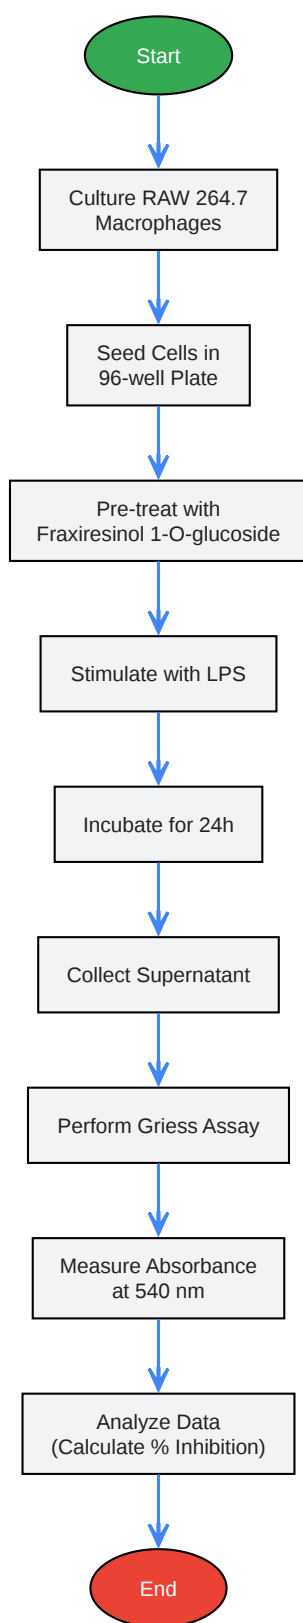 Start
Culture RAW 264.7
Macrophages
Seed Cells in
96-well Plate
Pre-treat with
Fraxiresinol 1-O-glucoside
Stimulate with LPS
Incubate for 24h
Collect Supernatant
Perform Griess Assay
Measure Absorbance
at 540 nm
Analyze Data
(Calculate % Inhibition)
End